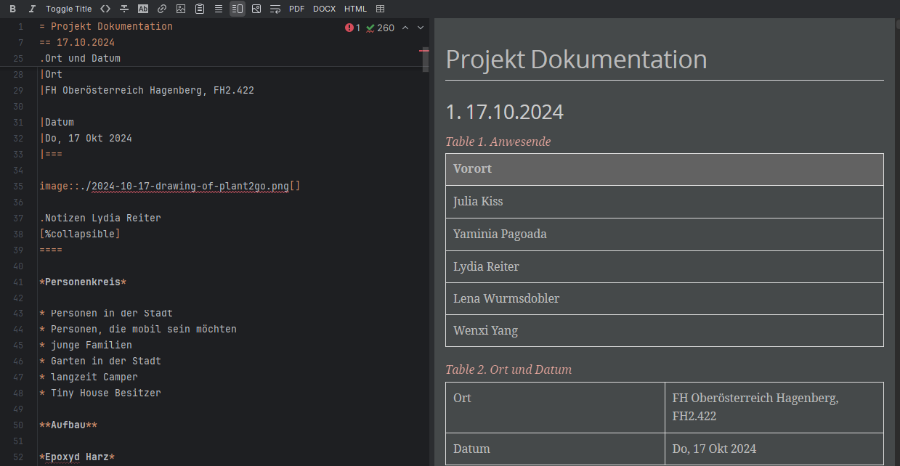 Toggle Title PDF DOCX HTML
1 = Projekt Dokumentation
1 260
7 == 17.10.2024
25 .Ort und Datum
28 |Ort
29 |FH Oberösterreich Hagenberg, FH2.422
30
31 |Datum
32 |Do, 17 Okt 2024
33 |===
34
35 image::./2024-10-17-drawing-of-plant2go.png[]
36
37 .Notizen Lydia Reiter
38 [%collapsible]
39 ====
40
41 *Personenkreis*
42
43 * Personen in der Stadt
44 * Personen, die mobil sein möchten
45 * junge Familien
46 * Garten in der Stadt
47 * langzeit Camper
48 * Tiny House Besitzer
49
50 **Aufbau**
51
52 *Epoxyd Harz*
Projekt Dokumentation
1. 17.10.2024
Table 1. Anwesende
Vorort
Julia Kiss
Yaminia Pagoada
Lydia Reiter
Lena Wurmsdobler
Wenxi Yang
Table 2. Ort und Datum
Ort FH Oberösterreich Hagenberg,
FH2.422
Datum Do, 17 Okt 2024